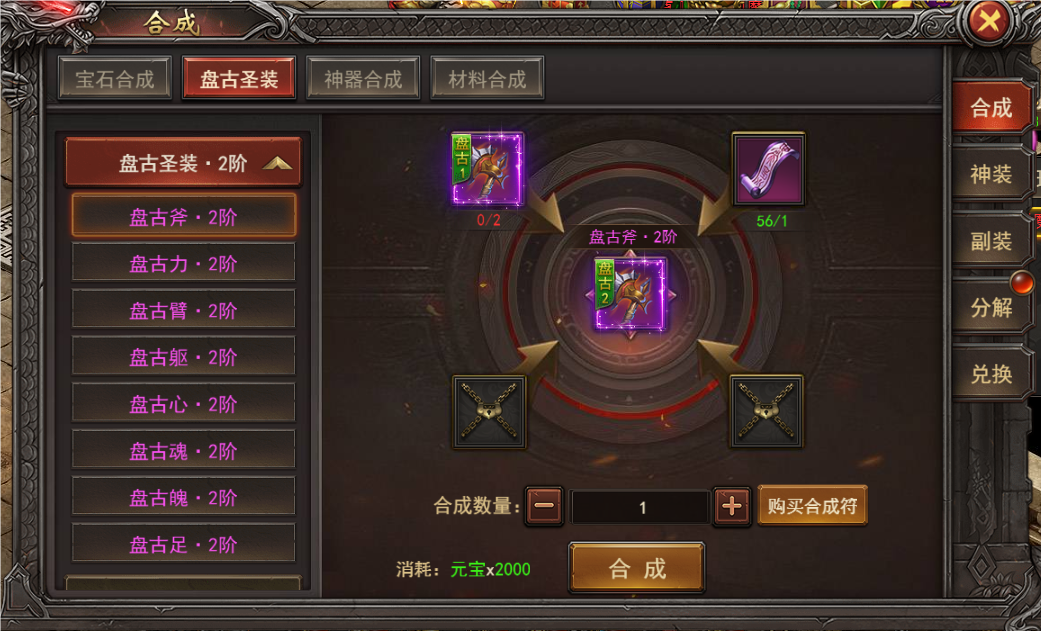 合成
宝石合成
盘古圣装
神器合成
材料合成
盘古圣装·2阶
盘古斧·2阶
盘古力·2阶
盘古臂·2阶
盘古躯·2阶
盘古心·2阶
盘古魂·2阶
盘古魄·2阶
盘古足·2阶
盘古1
0/2
56/1
盘古斧·2阶
盘古2
合成数量:
1
购买合成符
消耗: 元宝x2000
合成
合成
神装
副装
分解
兑换